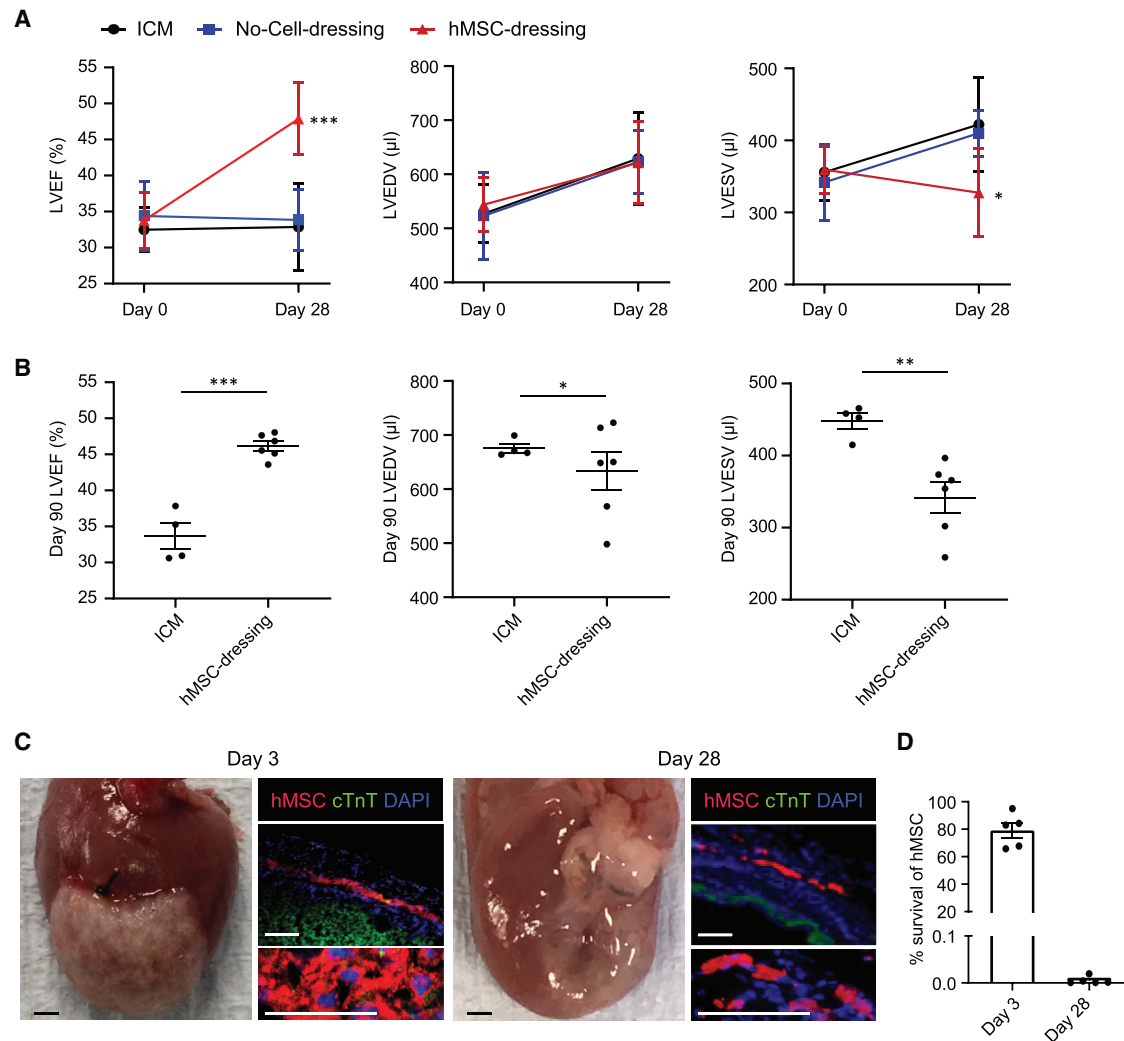 A
ICM No-Cell-dressing hMSC-dressing
LVEF (%)
55
50
45
40
35
30
25
***
Day 0 Day 28
LVEDV (µl)
800
700
600
500
400
Day 0 Day 28
LVESV (µl)
500
400
300
200
*
Day 0 Day 28
B
Day 90 LVEF (%)
55
50
45
40
35
30
25
***
ICM
hMSC-dressing
Day 90 LVEDV (µl)
800
700
600
500
400
*
ICM
hMSC-dressing
Day 90 LVESV (µl)
500
400
300
200
**
ICM
hMSC-dressing
C
Day 3
hMSC cTnT DAPI
Day 28
hMSC cTnT DAPI
D
% survival of hMSC
100
80
60
40
20
0.1
0.0
Day 3
Day 28